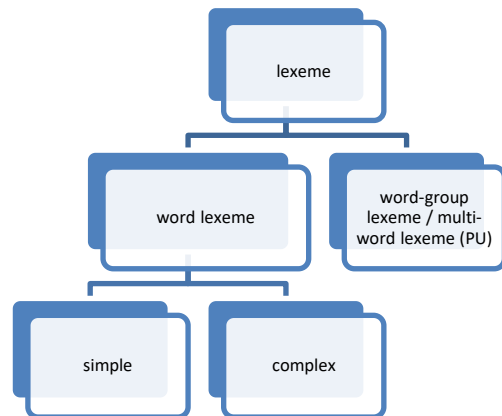 lexeme
word lexeme
word-group
lexeme / multi-
word lexeme (PU)
simple
complex